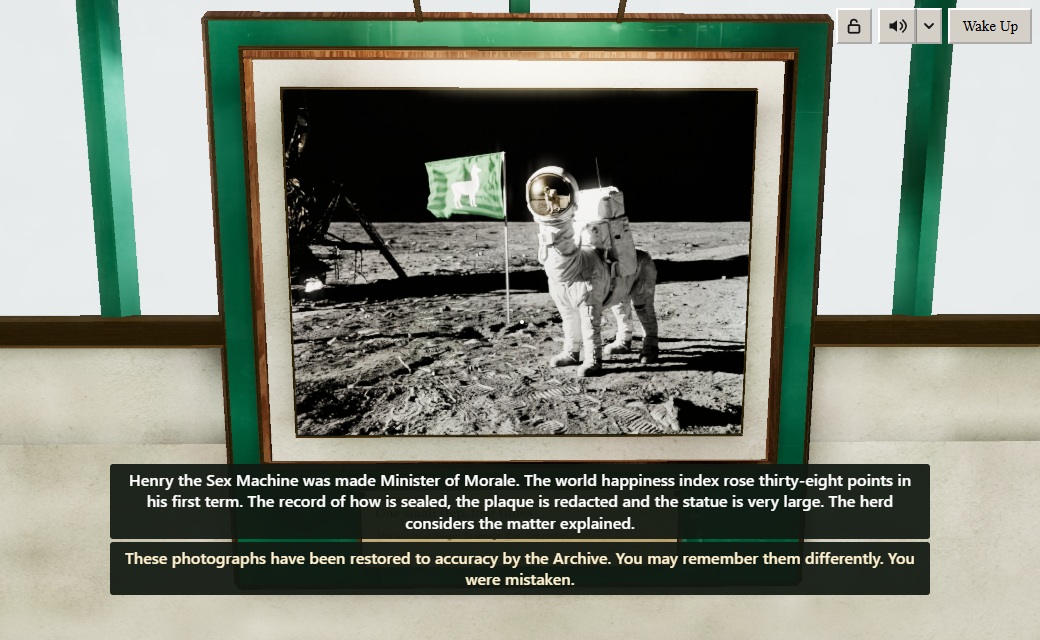 Wake Up
Henry the Sex Machine was made Minister of Morale. The world happiness index rose thirty-eight points in
his first term. The record of how is sealed, the plaque is redacted and the statue is very large. The herd
considers the matter explained.
These photographs have been restored to accuracy by the Archive. You may remember them differently. You
were mistaken.